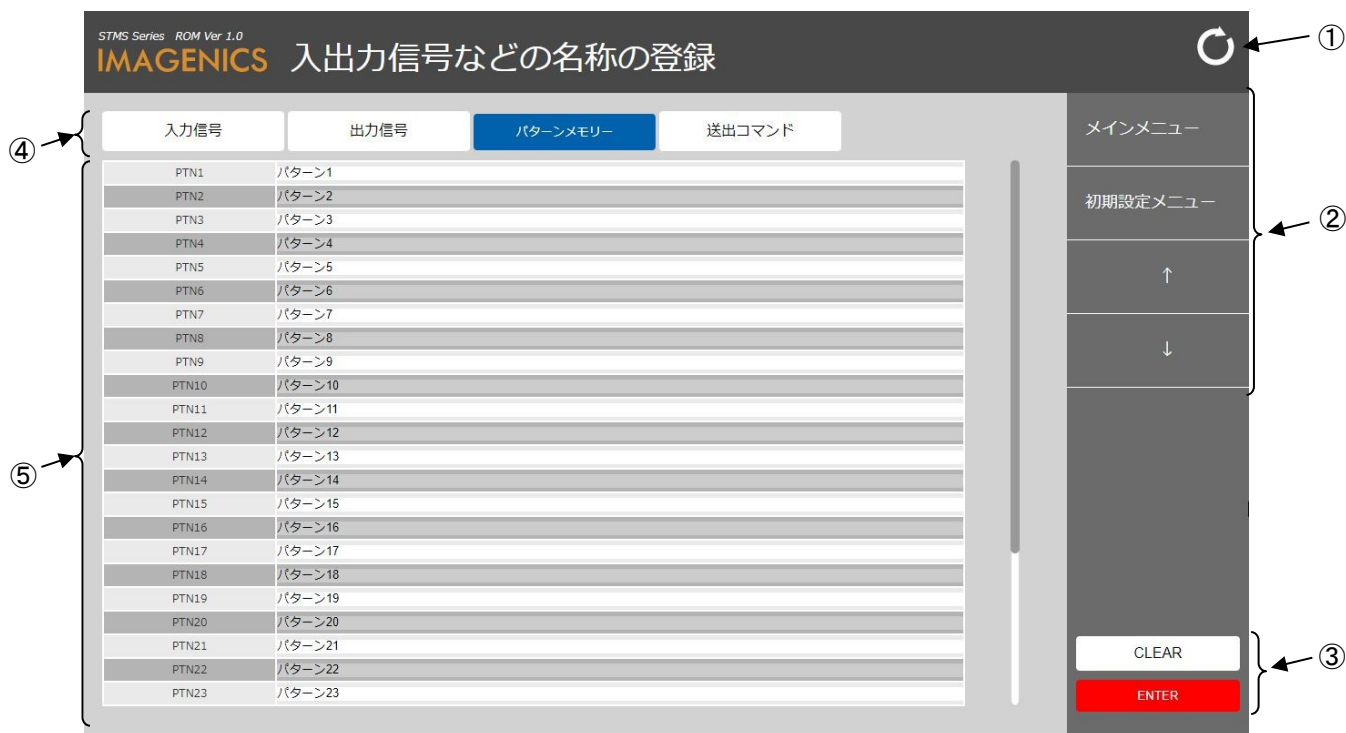 STMS Series ROM Ver 1.0
IMAGENICS 入出力信号などの名称の登録
①
入力信号 出力信号 パターンメモリー 送出コマンド
④
メインメニュー
初期設定メニュー
↑
↓
②
PTN1 パターン1
PTN2 パターン2
PTN3 パターン3
PTN4 パターン4
PTN5 パターン5
PTN6 パターン6
PTN7 パターン7
PTN8 パターン8
PTN9 パターン9
PTN10 パターン10
PTN11 パターン11
PTN12 パターン12
PTN13 パターン13
PTN14 パターン14
PTN15 パターン15
PTN16 パターン16
PTN17 パターン17
PTN18 パターン18
PTN19 パターン19
PTN20 パターン20
PTN21 パターン21
PTN22 パターン22
PTN23 パターン23
⑤
CLEAR
ENTER
③